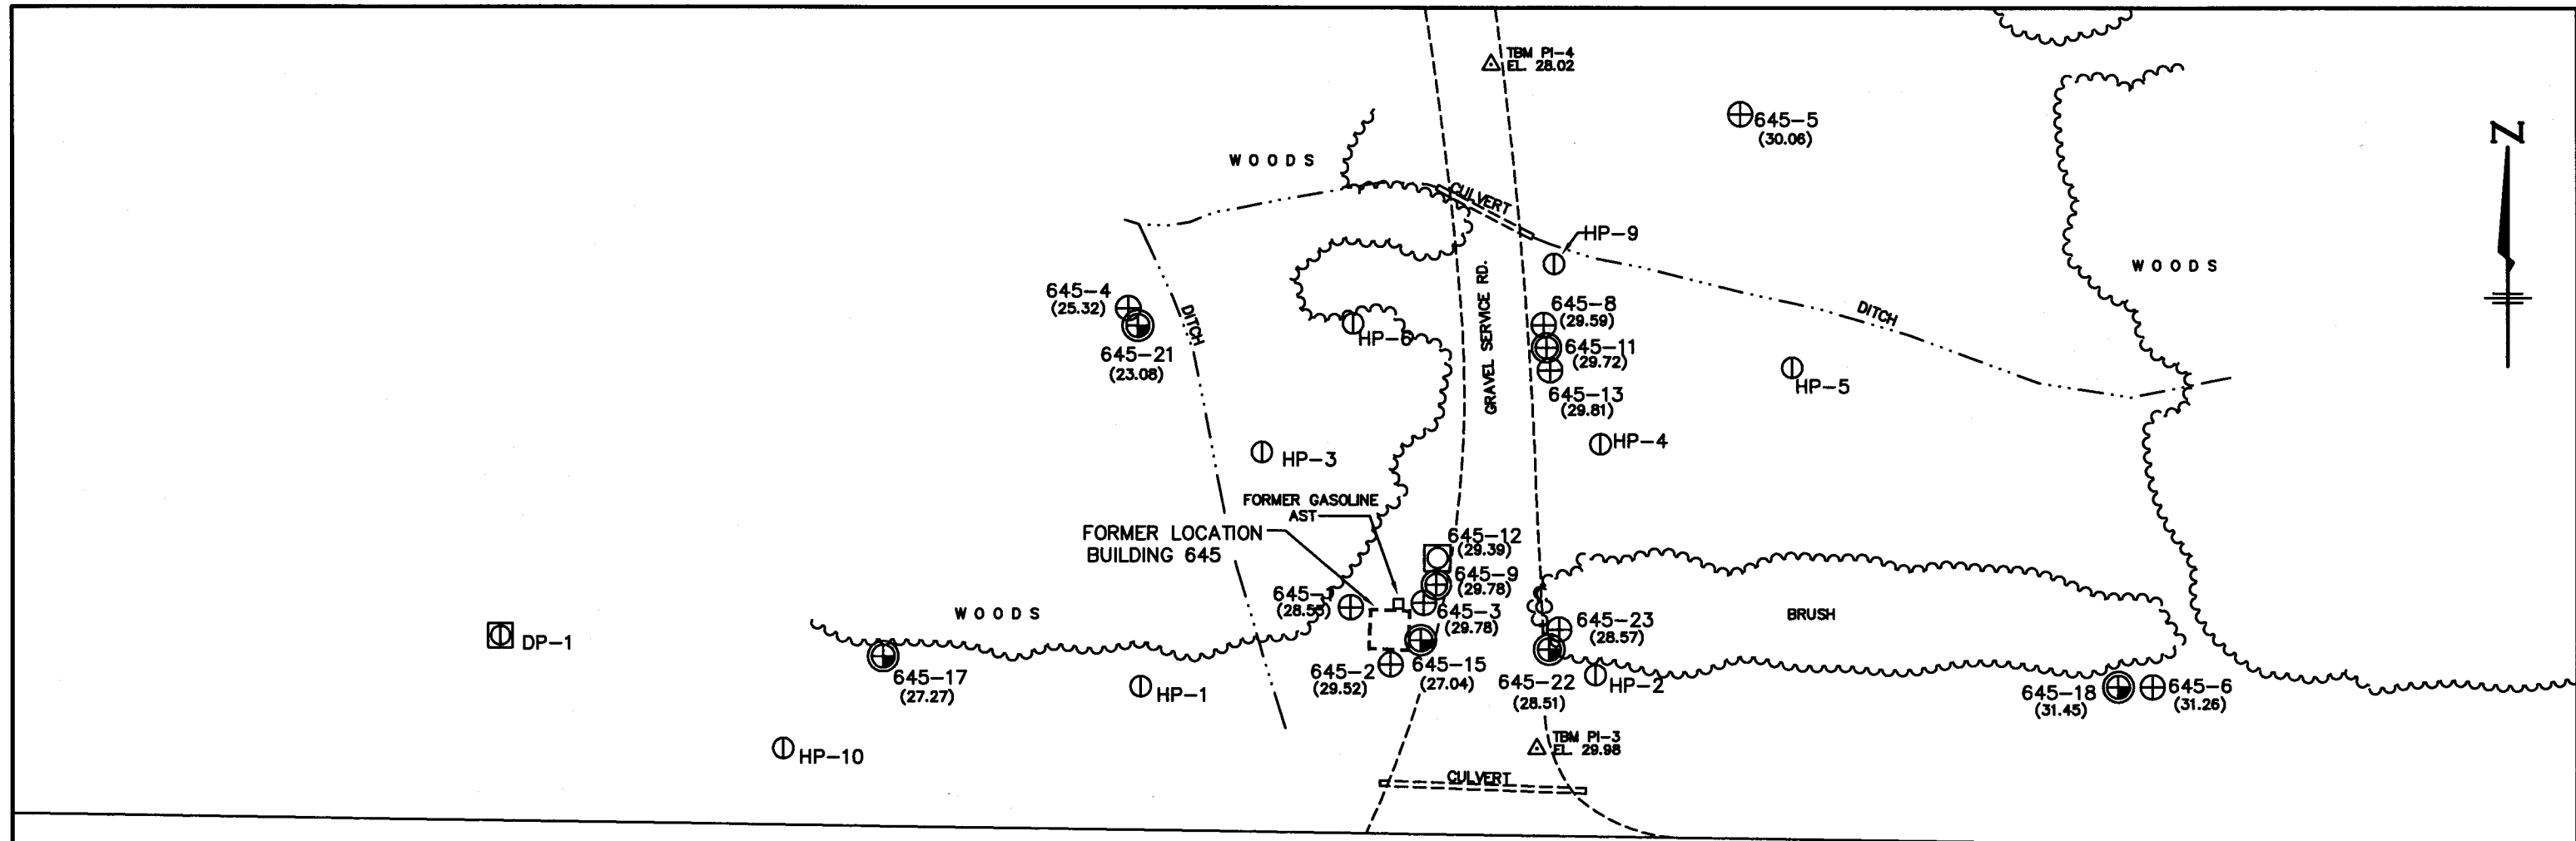 TBM PI-4
EL. 28.02
645-5
(30.06)
N
WOODS
CULVERT
HP-9
WOODS
645-4
(25.32)
645-21
(23.08)
DITCH
HP-6
GRAVEL SERVICE RD.
645-8
(29.59)
645-11
(29.72)
645-13
(29.81)
DITCH
HP-5
HP-4
HP-3
FORMER GASOLINE
AST
FORMER LOCATION
BUILDING 645
645-12
(29.39)
645-9
(29.78)
645-3
(29.78)
645-1
(28.55)
WOODS
DP-1
645-17
(27.27)
HP-1
645-2
(29.52)
645-15
(27.04)
645-23
(28.57)
645-22
(28.51)
HP-2
BRUSH
645-18
(31.45)
645-6
(31.26)
HP-10
TBM PI-3
EL. 29.98
CULVERT